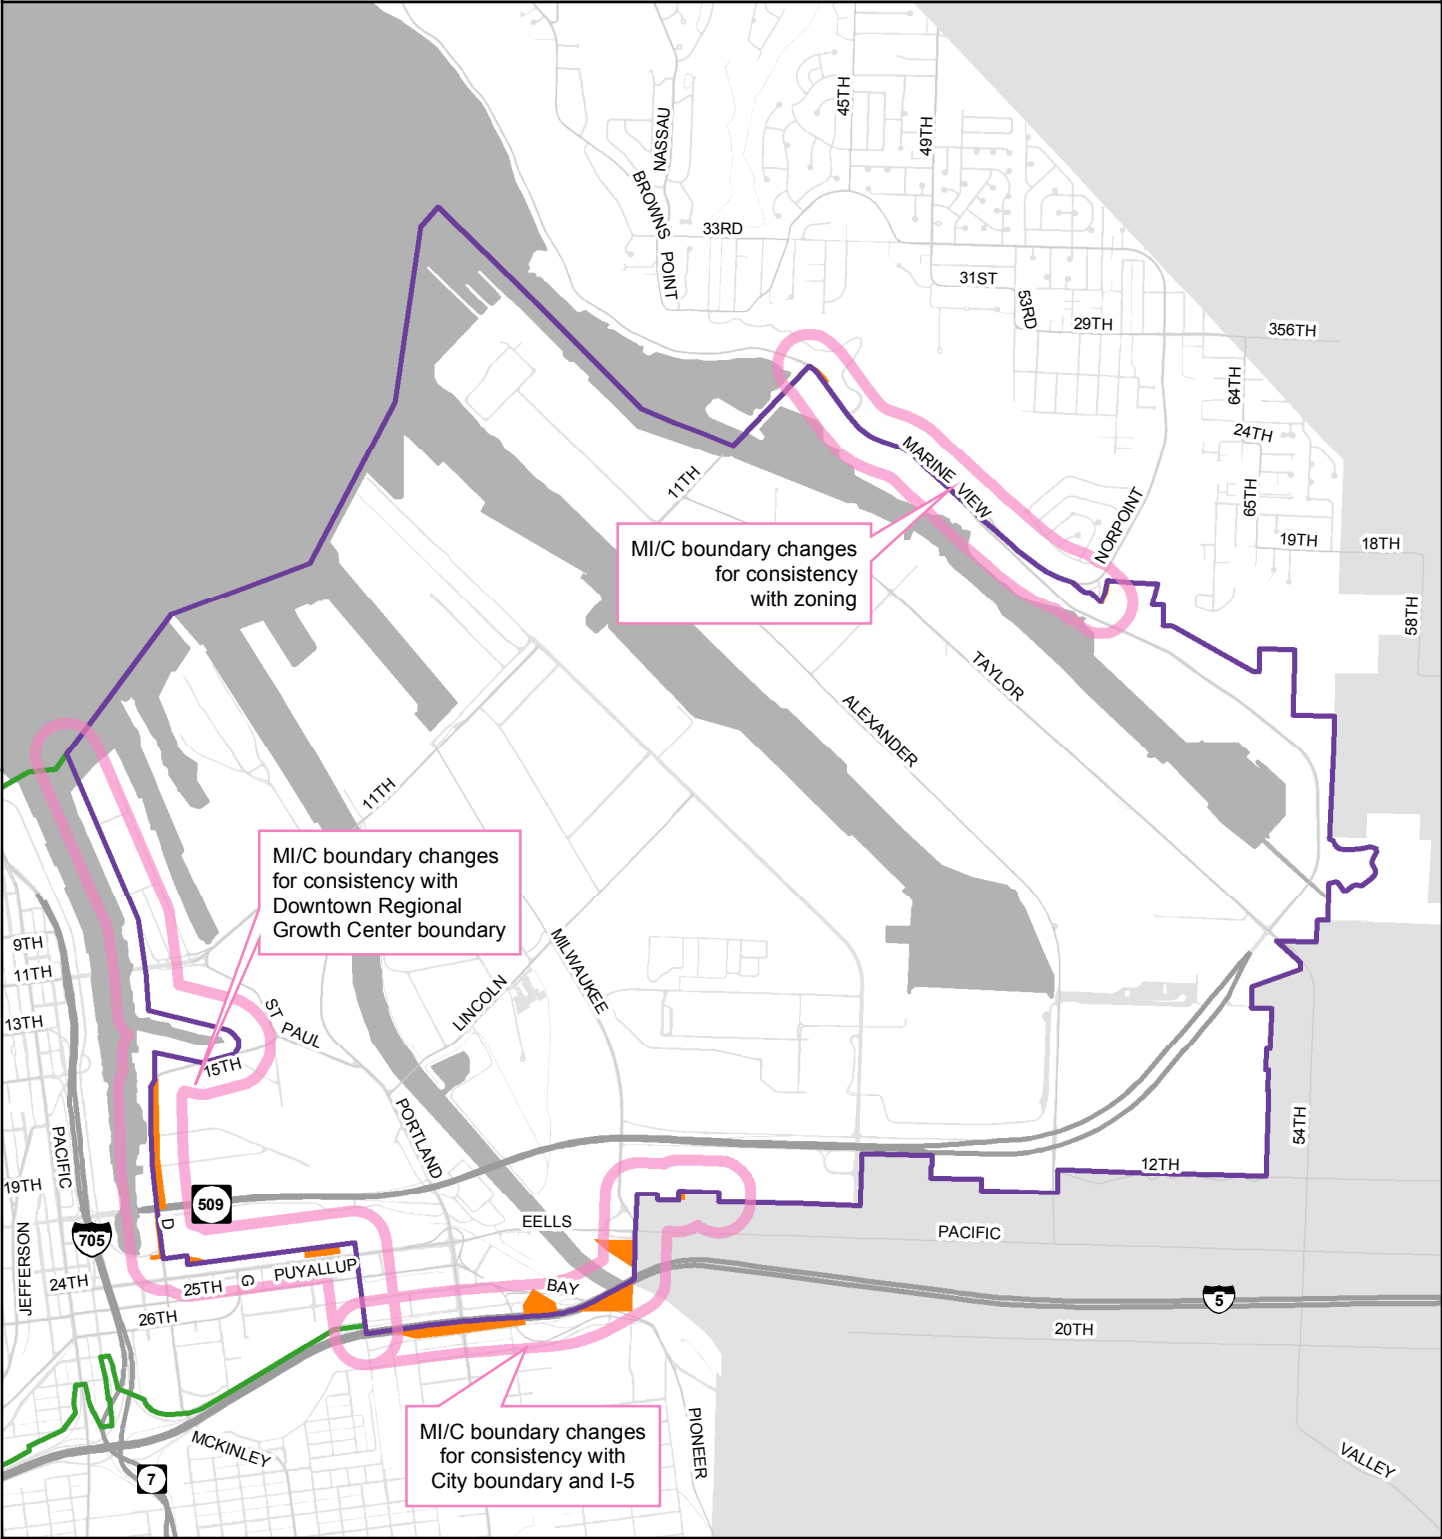 45TH
49TH
NASSAU
BROWNS POINT
33RD
31ST
53RD
29TH
356TH
64TH
24TH
65TH
19TH
18TH
58TH
MARINE VIEW
NORPOINT
11TH
MI/C boundary changes
for consistency
with zoning
TAYLOR
ALEXANDER
11TH
MI/C boundary changes
for consistency with
Downtown Regional
Growth Center boundary
9TH
11TH
13TH
MILWAUKEE
LINCOLN
ST PAUL
15TH
PORTLAND
PACIFIC
19TH
54TH
12TH
509
D
705
EELLS
PACIFIC
JEFFERSON
24TH
25TH
G
PUYALLUP
BAY
5
26TH
20TH
MI/C boundary changes
for consistency with
City boundary and I-5
PIONEER
MCKINLEY
7
VALLEY